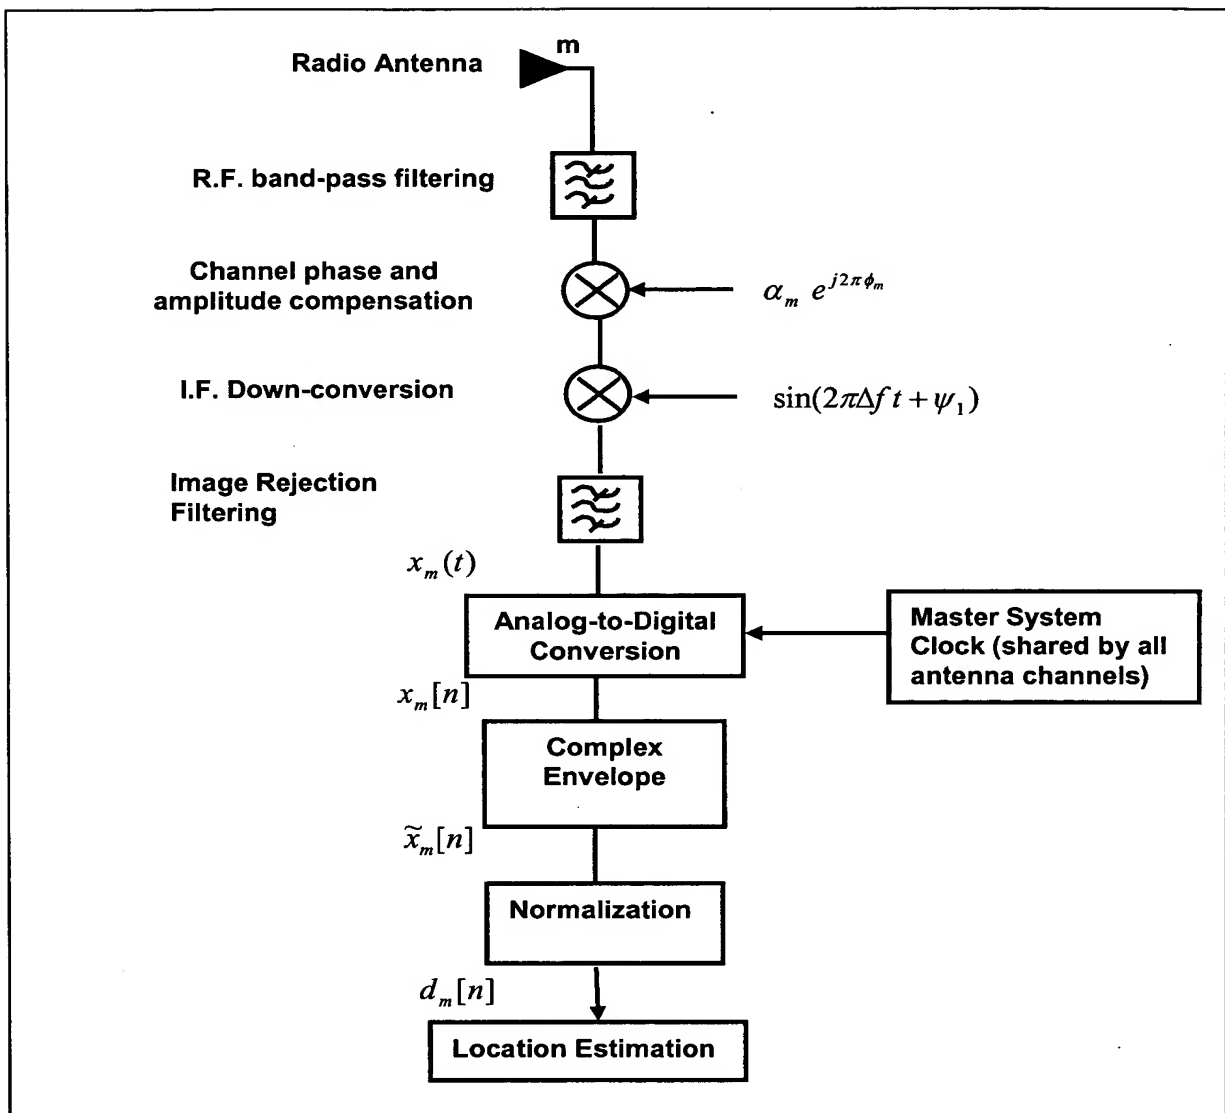 m
Radio Antenna
R.F. band-pass filtering
Channel phase and
amplitude compensation
α_m e^{j2πϕ_m}
I.F. Down-conversion
sin(2πΔf t + ψ_1)
Image Rejection
Filtering
x_m(t)
Analog-to-Digital
Conversion
Master System
Clock (shared by all
antenna channels)
x_m[n]
Complex
Envelope
x̃_m[n]
Normalization
d_m[n]
Location Estimation